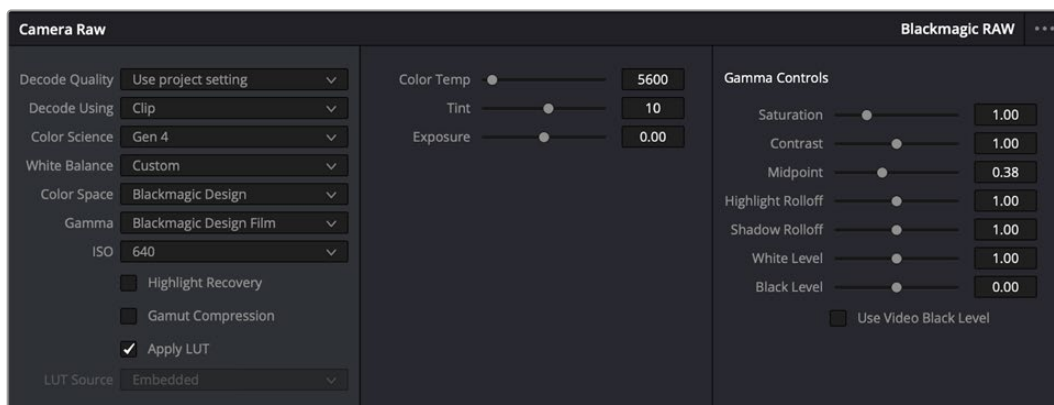 Camera Raw
Blackmagic RAW
Decode Quality Use project setting
Decode Using Clip
Color Science Gen 4
White Balance Custom
Color Space Blackmagic Design
Gamma Blackmagic Design Film
ISO 640
Highlight Recovery
Gamut Compression
Apply LUT
LUT Source Embedded
Color Temp 5600
Tint 10
Exposure 0.00
Gamma Controls
Saturation 1.00
Contrast 1.00
Midpoint 0.38
Highlight Rolloff 1.00
Shadow Rolloff 1.00
White Level 1.00
Black Level 0.00
Use Video Black Level